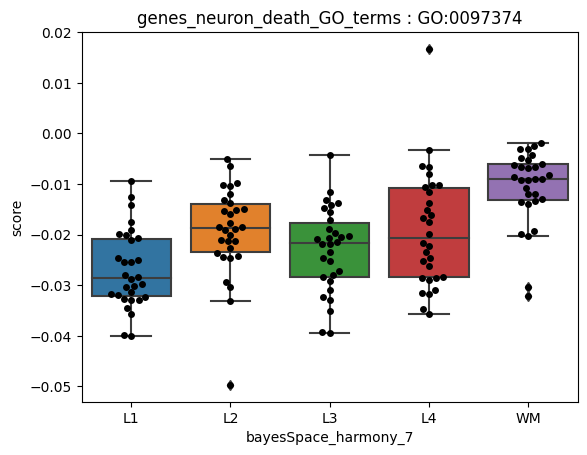 genes_neuron_death_GO_terms : GO:0097374
0.02
0.01
0.00
−0.01
−0.02
−0.03
−0.04
−0.05
score
L1 L2 L3 L4 WM
bayesSpace_harmony_7